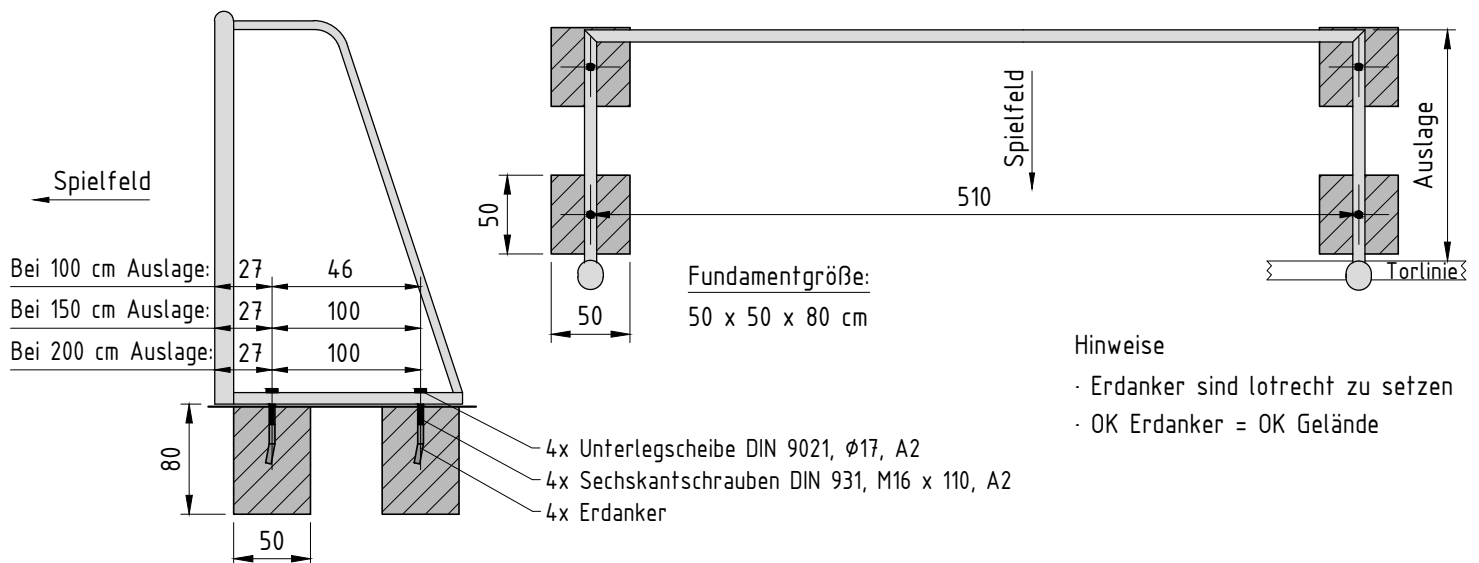 Spielfeld
Bei 100 cm Auslage: 27 46
Bei 150 cm Auslage: 27 100
Bei 200 cm Auslage: 27 100
80
50
4x Unterlegscheibe DIN 9021, Ø17, A2
4x Sechskantschrauben DIN 931, M16 x 110, A2
4x Erdanker
Spielfeld
Auslage
510
50
50
Torlinie
Fundamentgröße:
50 x 50 x 80 cm
Hinweise
· Erdanker sind lotrecht zu setzen
· OK Erdanker = OK Gelände